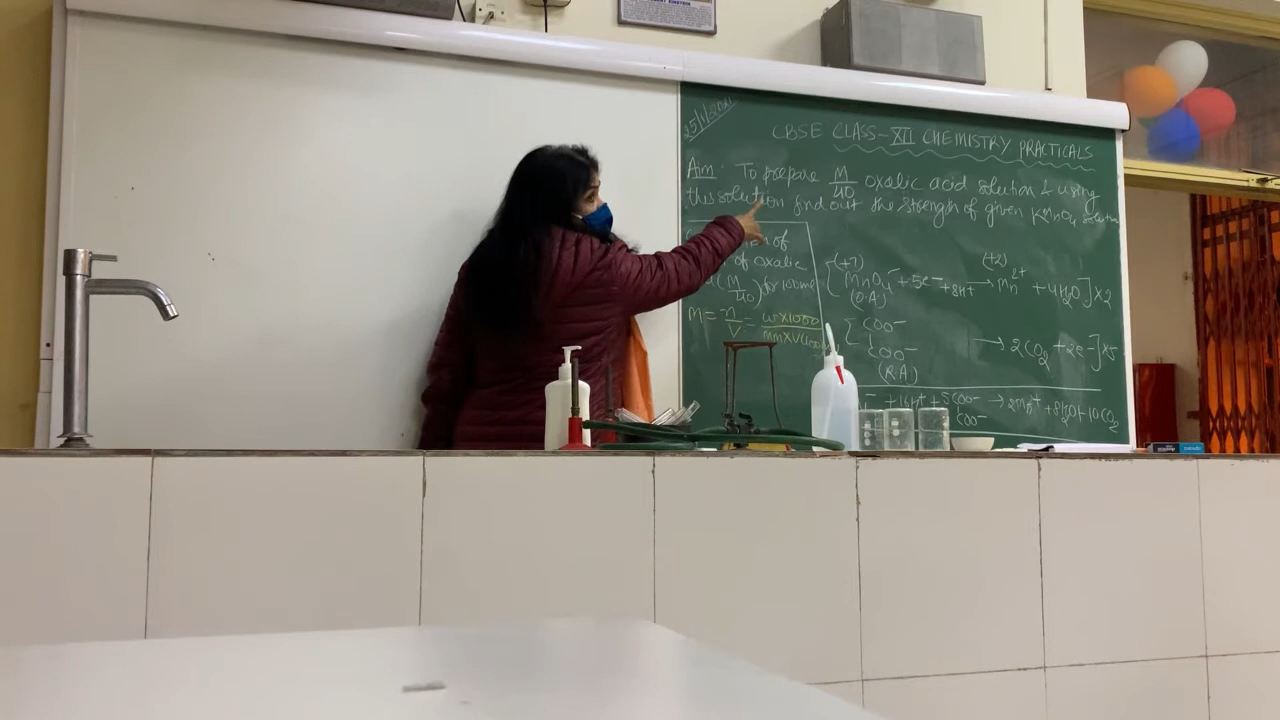 25/1/2021
CBSE CLASS-XII CHEMISTRY PRACTICALS
Aim: To prepare M/40 oxalic acid solution & using
this solution find out the strength of given KMnO4 solution
of
of oxalic
(M/40) for 100ml
M = n/V = w×1000/Mm×V(
(+7) (+2)
[MnO4⁻ + 5e⁻ + 8H⁺ → Mn²⁺ + 4H2O]×2
(O.A)
COO⁻
COO⁻ → 2CO2 + 2e⁻]×5
(R.A)
+ 16H⁺ + 5COO⁻ → 2Mn²⁺ + 8H2O + 10CO2
COO⁻